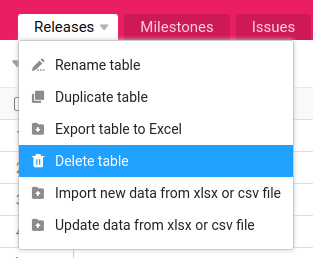 Releases Milestones Issues
Rename table
Duplicate table
Export table to Excel
Delete table
Import new data from xlsx or csv file
Update data from xlsx or csv file